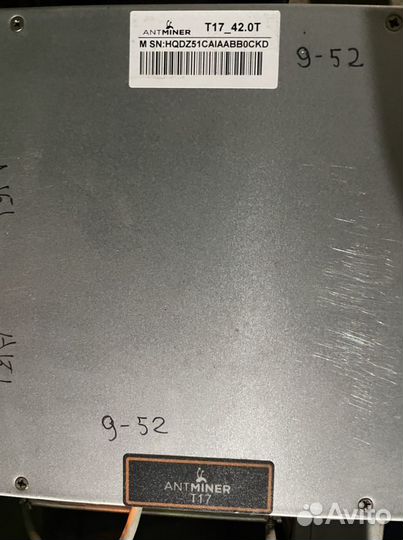 ANTMINER T17_42.0T
M SN:HQDZ51CAIAABB0CKD
9-52
9-52
ANTMINER
T17
Avito